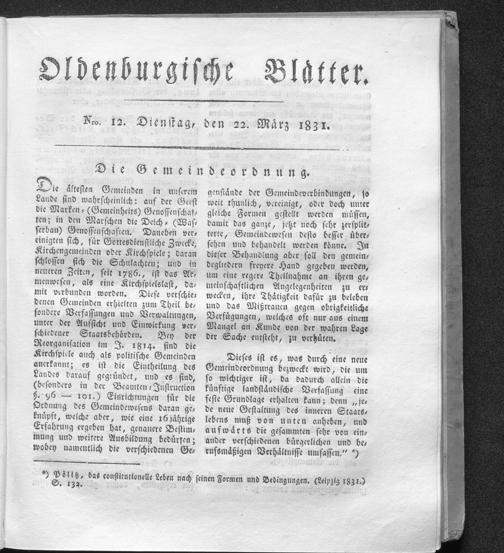 Oldenburgische Blätter.
Nro. 12. Dienstag, den 22. März 1831.
Die Gemeindeordnung.
Die ältesten Gemeinden in unserem
Lande sind wahrscheinlich: auf der Geest
die Marken- (Gemeinheits) Genossenschaf-
ten; in den Marschen die Deich- (Was-
serbau) Genossenschaften. Daneben ver-
einigten sich, für Gottesdienstliche Zwecke,
Kirchengemeinden oder Kirchspiele; daran
schlossen sich die Schulachten; und in
neueren Zeiten, seit 1786., ist das Ar-
menwesen, als eine Kirchspielslast, da-
mit verbunden worden. Diese verschie-
denen Gemeinden erhielten zum Theil be-
sondere Verfassungen und Verwaltungen,
unter der Aufsicht und Einwirkung ver-
schiedener Staatsbehörden. Bey der
Reorganisation im J. 1814. sind die
Kirchspiele auch als politische Gemeinden
anerkannt; es ist die Eintheilung des
Landes darauf gegründet, und es sind,
(besonders in der Beamten-Instruction
§. 96 — 101.) Einrichtungen für die
Ordnung des Gemeindewesens daran ge-
knüpft, welche aber, wie eine 16jährige
Erfahrung ergeben hat, genauere Bestim-
mung und weitere Ausbildung bedürfen;
wobey namentlich die verschiedenen Ge-
genstände der Gemeindeverbindungen, so
weit thunlich, vereinigt, oder doch unter
gleiche Formen gestellt werden müssen,
damit das ganze, jetzt noch sehr zersplit-
terte, Gemeindewesen desto besser über-
sehen und behandelt werden könne. In
dieser Behandlung aber soll den Gemein-
degliedern freyere Hand gegeben werden,
um eine regere Theilnahme an ihren ge-
meinschaftlichen Angelegenheiten zu er-
wecken, ihre Thätigkeit dafür zu beleben
und das Mißtrauen gegen obrigkeitliche
Verfügungen, welches oft nur aus einem
Mangel an Kunde von der wahren Lage
der Sache entsteht, zu verhüten.
Dieses ist es, was durch eine neue
Gemeindeordnung bezweckt wird, die um
so wichtiger ist, da dadurch allein die
künftige landständische Verfassung eine
feste Grundlage erhalten kann; denn „je-
de neue Gestaltung des inneren Staats-
lebens muß von unten anheben, und
aufwärts die gesammten sehr von ein-
ander verschiedenen bürgerlichen und be-
rufsmäßigen Verhältnisse umfassen." *)
*) Pölitz, das constitutionelle Leben nach seinen Formen und Bedingungen. (Leipzig 1831.)
S. 132.